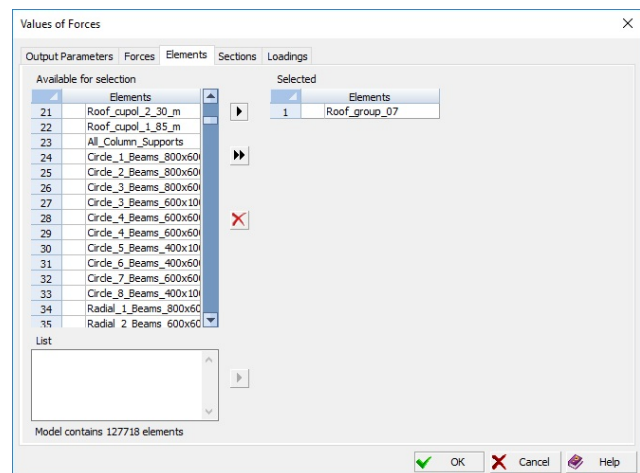 Values of Forces
Output Parameters Forces Elements Sections Loadings
Available for selection
Elements
21 Roof_cupol_2_30_m
22 Roof_cupol_1_85_m
23 All_Column_Supports
24 Circle_1_Beams_800x60
25 Circle_2_Beams_800x60
26 Circle_3_Beams_800x60
27 Circle_3_Beams_600x10
28 Circle_4_Beams_600x60
29 Circle_4_Beams_600x60
30 Circle_5_Beams_400x10
31 Circle_6_Beams_400x60
32 Circle_7_Beams_600x60
33 Circle_8_Beams_400x10
34 Radial_1_Beams_800x60
35 Radial_2_Beams_600x60
Selected
Elements
1 Roof_group_07
List
Model contains 127718 elements
OK Cancel Help